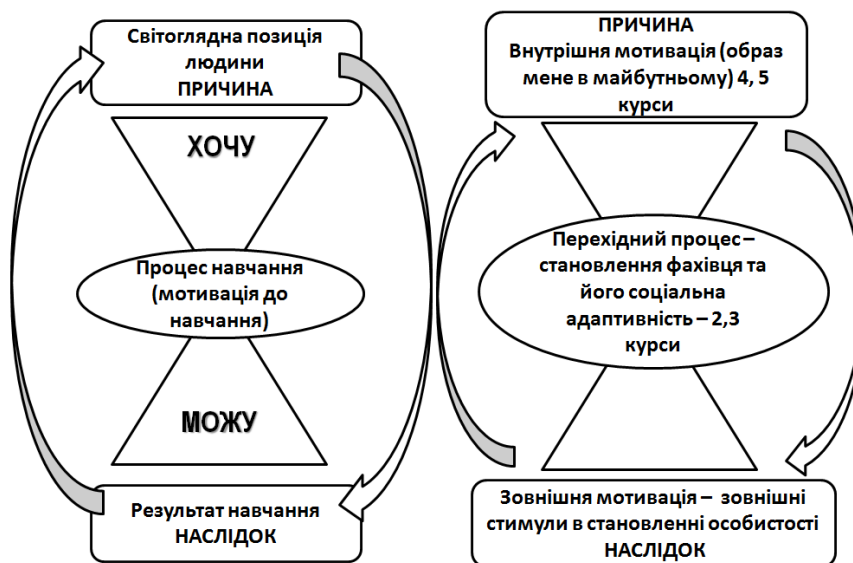 Світоглядна позиція
людини
ПРИЧИНА
ХОЧУ
Процес навчання
(мотивація до
навчання)
МОЖУ
Результат навчання
НАСЛІДОК
ПРИЧИНА
Внутрішня мотивація (образ
мене в майбутньому) 4, 5
курси
Перехідний процес –
становлення фахівця та
його соціальна
адаптивність – 2,3
курси
Зовнішня мотивація – зовнішні
стимули в становленні особистості
НАСЛІДОК